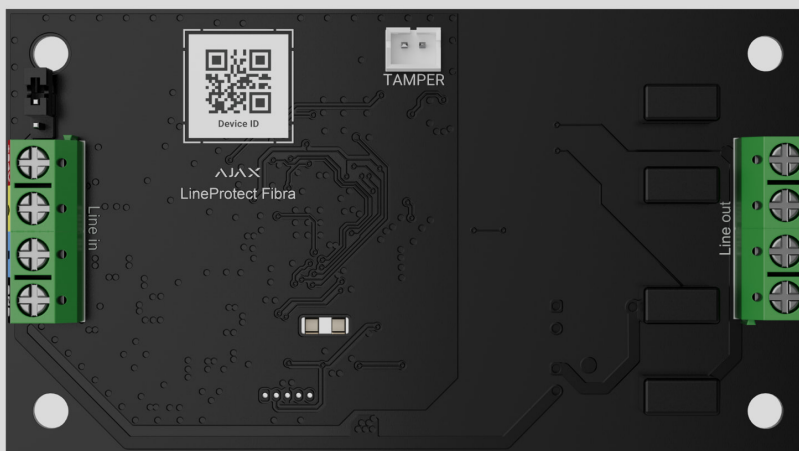 Device ID
TAMPER
AJAX
LineProtect Fibra
Line in
Line out